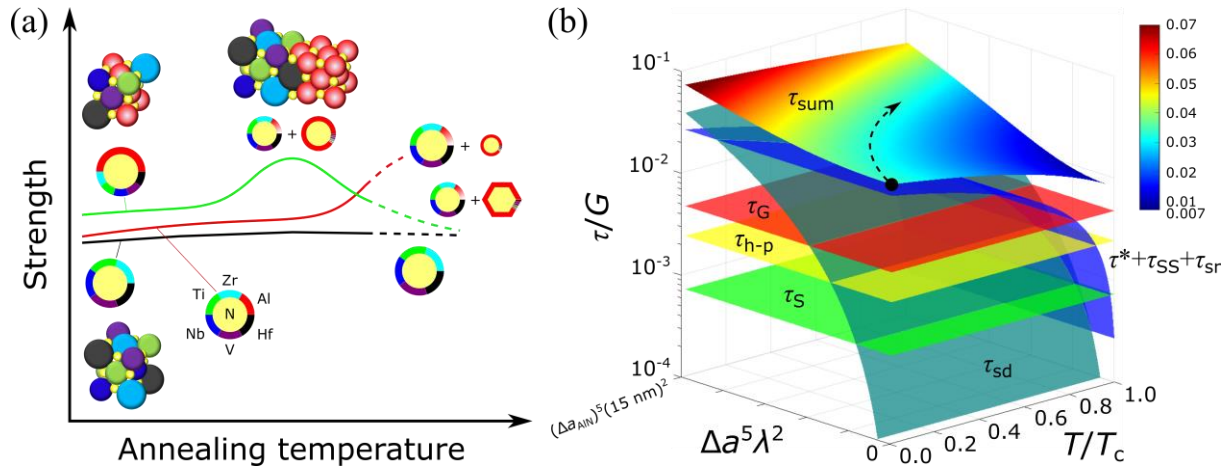 (a)
Strength
Annealing temperature
+
+
+
Zr
Ti
Al
N
Nb
Hf
V
(b)
τ/G
10⁻¹
10⁻²
10⁻³
10⁻⁴
τsum
τG
τh-p
τS
τsd
τ*+τSS+τsr
0.07
0.06
0.05
0.04
0.03
0.02
0.01
0.007
(Δa_AlN)⁵(15 nm)²
Δa⁵λ²
0
0.0
0.2
0.4
0.6
0.8
1.0
T/Tc